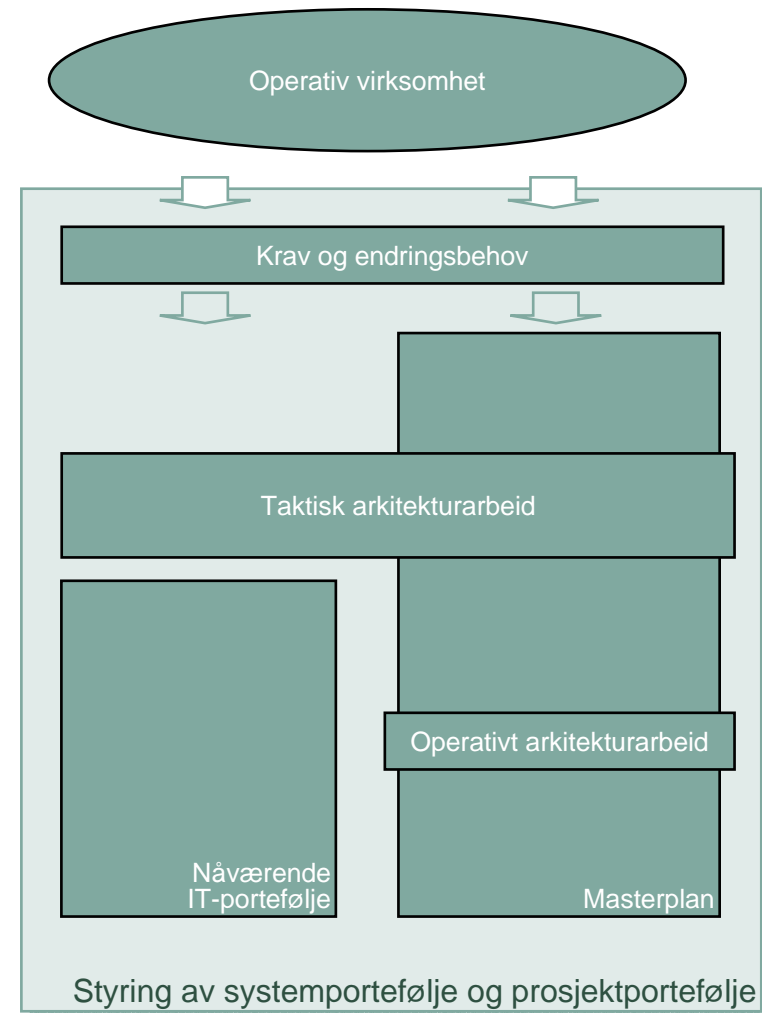 Operativ virksomhet
Krav og endringsbehov
Taktisk arkitekturarbeid
Operativt arkitekturarbeid
Nåværende
IT-portefølje
Masterplan
Styring av systemportefølje og prosjektportefølje